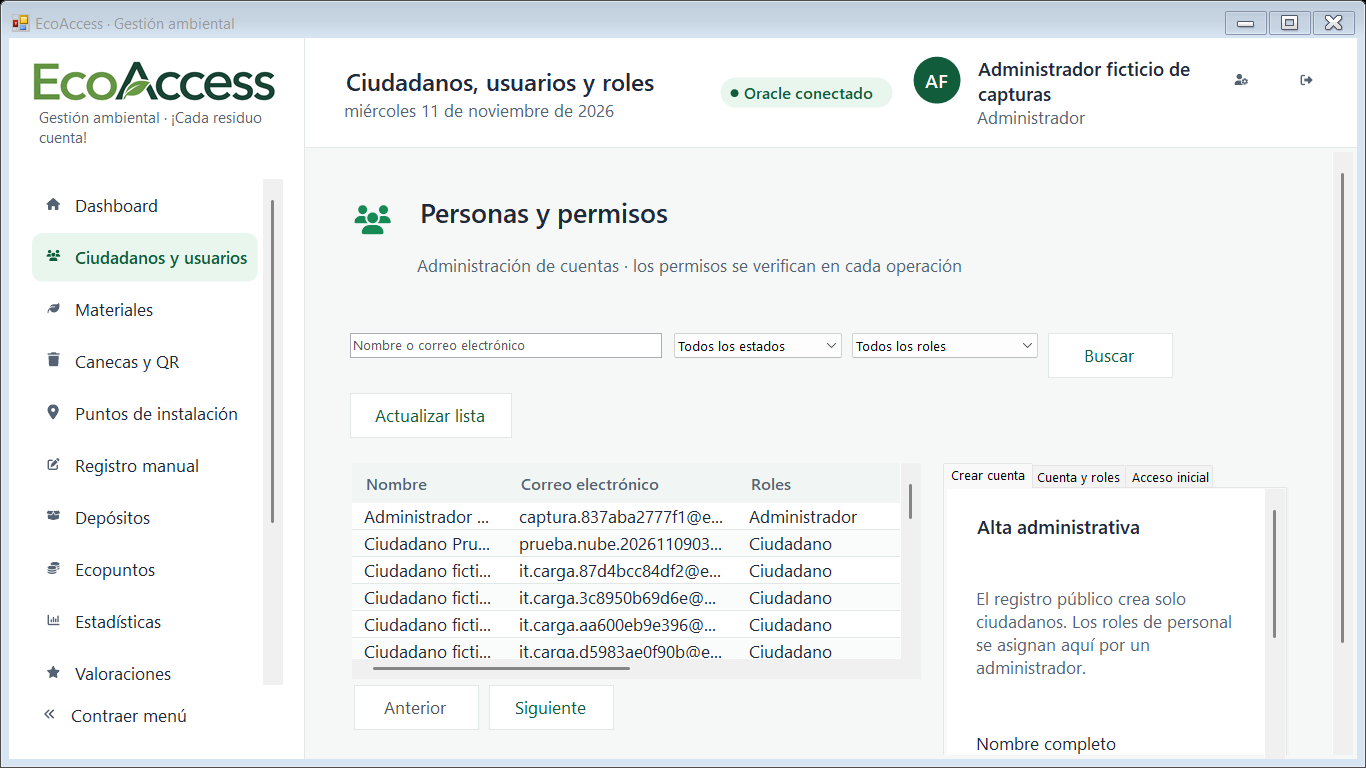 EcoAccess · Gestión ambiental
EcoAccess
Gestión ambiental · ¡Cada residuo
cuenta!
Dashboard
Ciudadanos y usuarios
Materiales
Canecas y QR
Puntos de instalación
Registro manual
Depósitos
Ecopuntos
Estadísticas
Valoraciones
Contraer menú
Ciudadanos, usuarios y roles
miércoles 11 de noviembre de 2026
Oracle conectado
AF
Administrador ficticio de
capturas
Administrador
Personas y permisos
Administración de cuentas · los permisos se verifican en cada operación
Nombre o correo electrónico
Todos los estados
Todos los roles
Buscar
Actualizar lista
Nombre Correo electrónico Roles
Administrador ... captura.837aba2777f1@e... Administrador
Ciudadano Pru... prueba.nube.2026110903... Ciudadano
Ciudadano ficti... it.carga.87d4bcc84df2@e... Ciudadano
Ciudadano ficti... it.carga.3c8950b69d6e@... Ciudadano
Ciudadano ficti... it.carga.aa600eb9e396@... Ciudadano
Ciudadano ficti... it.carga.d5983ae0f90b@e... Ciudadano
Anterior
Siguiente
Crear cuenta
Cuenta y roles
Acceso inicial
Alta administrativa
El registro público crea solo
ciudadanos. Los roles de personal
se asignan aquí por un
administrador.
Nombre completo